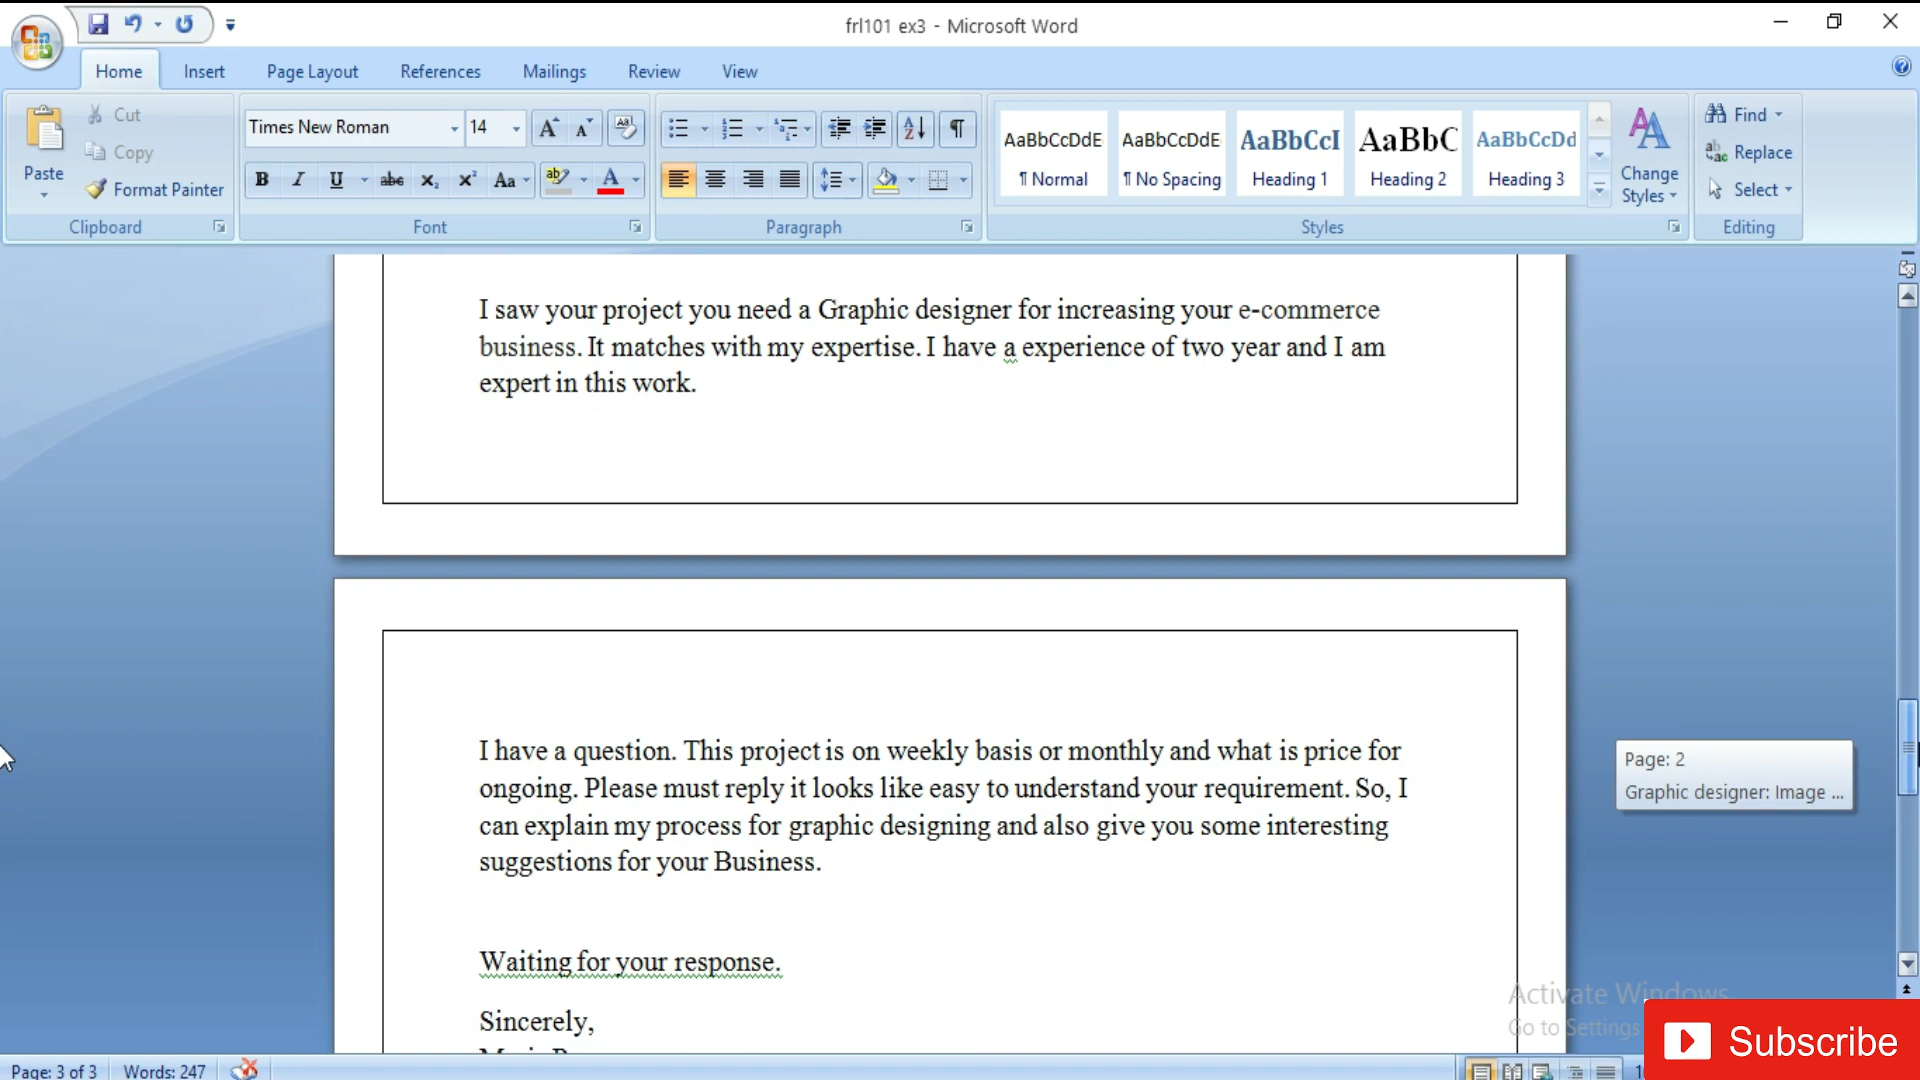 frl101 ex3 - Microsoft Word
Home Insert Page Layout References Mailings Review View
Paste
Cut
Copy
Format Painter
Clipboard
Times New Roman 14
B I U abc x₂ x² Aa ab A
Font
Paragraph
AaBbCcDdE AaBbCcDdE AaBbCcI AaBbC AaBbCcDd
¶ Normal ¶ No Spacing Heading 1 Heading 2 Heading 3
Change
Styles
Styles
Find
Replace
Select
Editing
I saw your project you need a Graphic designer for increasing your e-commerce
business. It matches with my expertise. I have a experience of two year and I am
expert in this work.
I have a question. This project is on weekly basis or monthly and what is price for
ongoing. Please must reply it looks like easy to understand your requirement. So, I
can explain my process for graphic designing and also give you some interesting
suggestions for your Business.
Waiting for your response.
Sincerely,
Page: 2
Graphic designer: Image ...
Activate Windows
Go to Settings
Subscribe
Page: 3 of 3 Words: 247